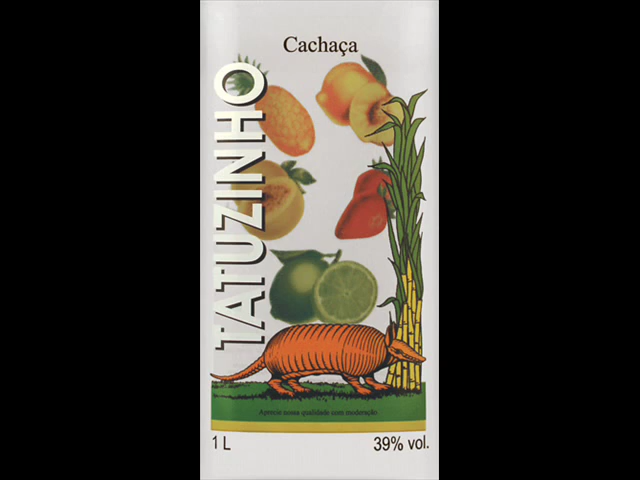 Cachaça
TATUZINHO
Aprecie nossa qualidade com moderação
1 L
39% vol.